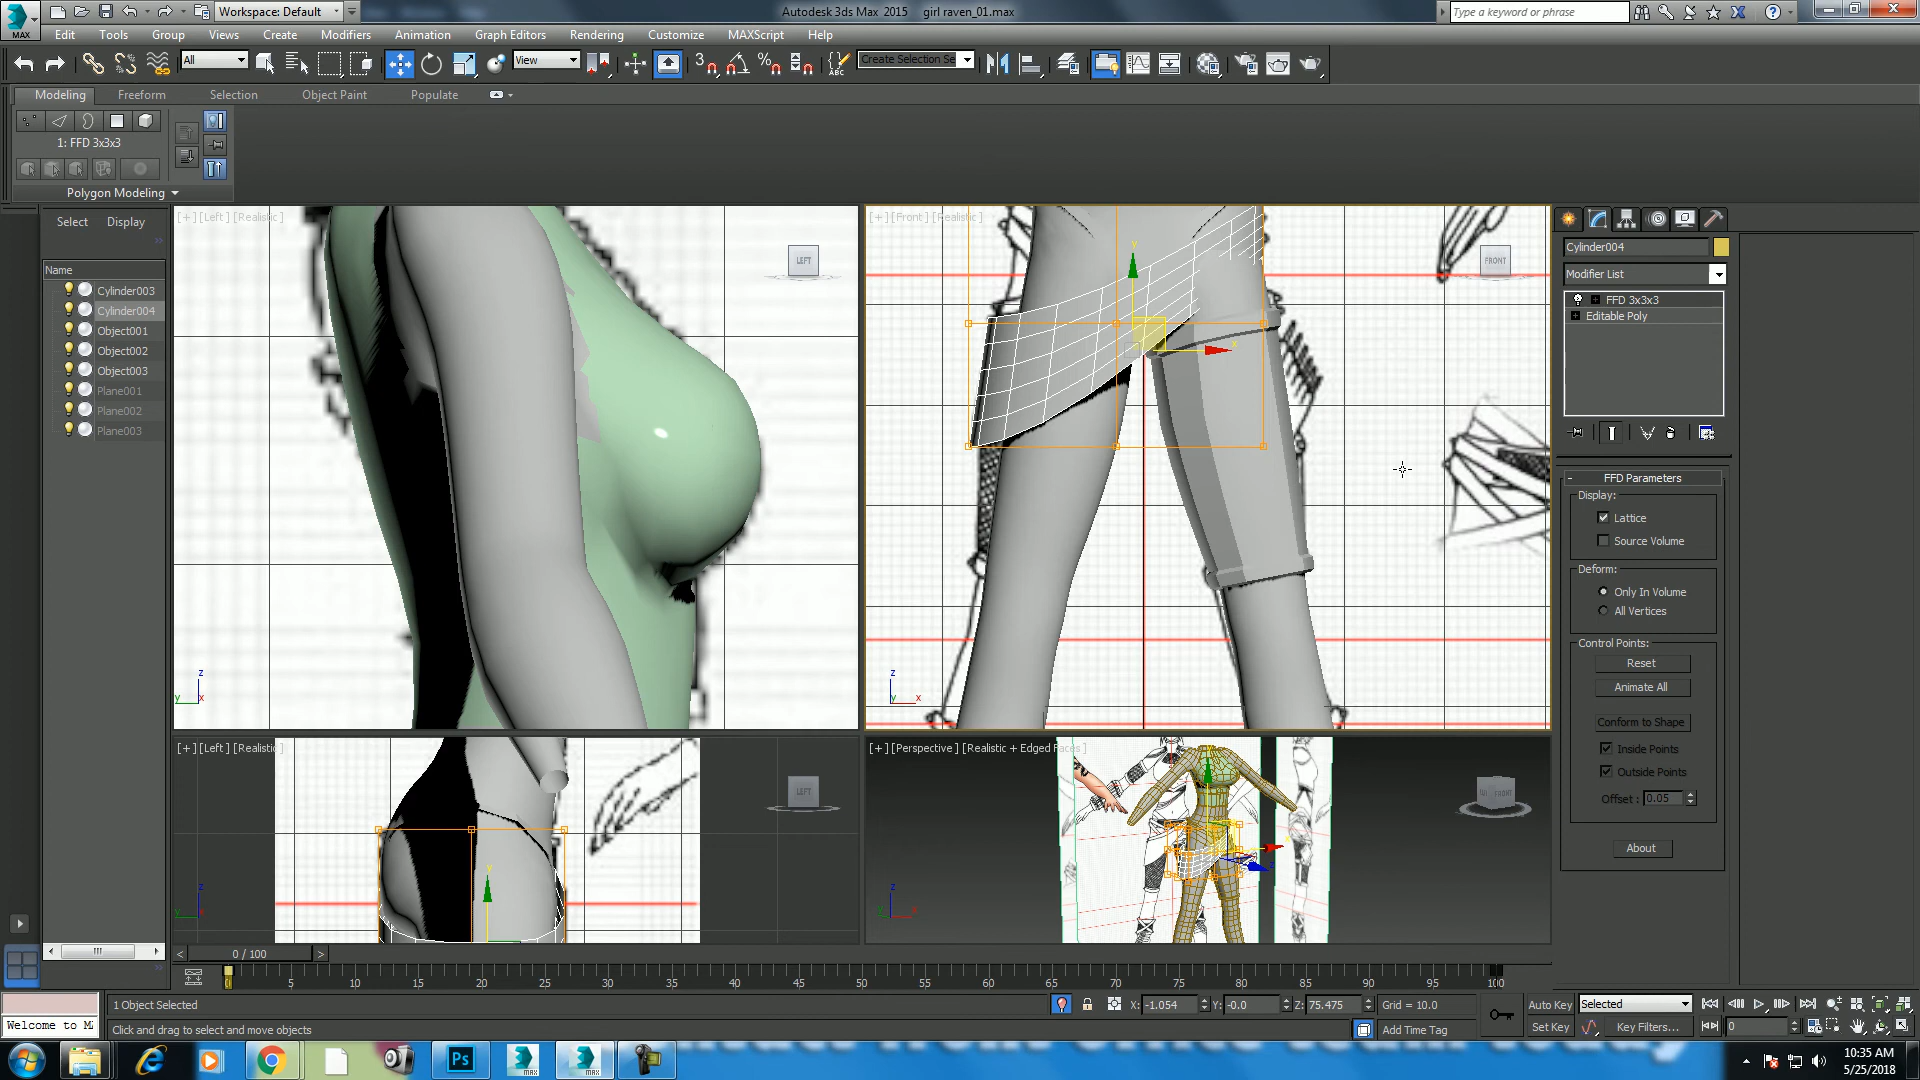 MAX
Workspace: Default
Autodesk 3ds Max 2015 girl raven_01.max
Type a keyword or phrase
Edit Tools Group Views Create Modifiers Animation Graph Editors Rendering Customize MAXScript Help
All
View
Create Selection Se
Modeling Freeform Selection Object Paint Populate
1: FFD 3x3x3
Polygon Modeling
Select Display
Name
Cylinder003
Cylinder004
Object001
Object002
Object003
Plane001
Plane002
Plane003
[+] [Left] [Realistic]
LEFT
[+] [Front] [Realistic]
FRONT
[+] [Left] [Realistic]
LEFT
[+] [Perspective] [Realistic + Edged Faces]
FRONT
Cylinder004
Modifier List
FFD 3x3x3
Editable Poly
FFD Parameters
Display:
Lattice
Source Volume
Deform:
Only In Volume
All Vertices
Control Points:
Reset
Animate All
Conform to Shape
Inside Points
Outside Points
Offset : 0.05
About
0 / 100
0 5 10 15 20 25 30 35 40 45 50 55 60 65 70 75 80 85 90 95 100
1 Object Selected
X: -1.054 Y: -0.0 Z: 75.475 Grid = 10.0
Auto Key Selected
Welcome to M
Click and drag to select and move objects
Add Time Tag
Set Key Key Filters... 0
Ps
10:35 AM
5/25/2018